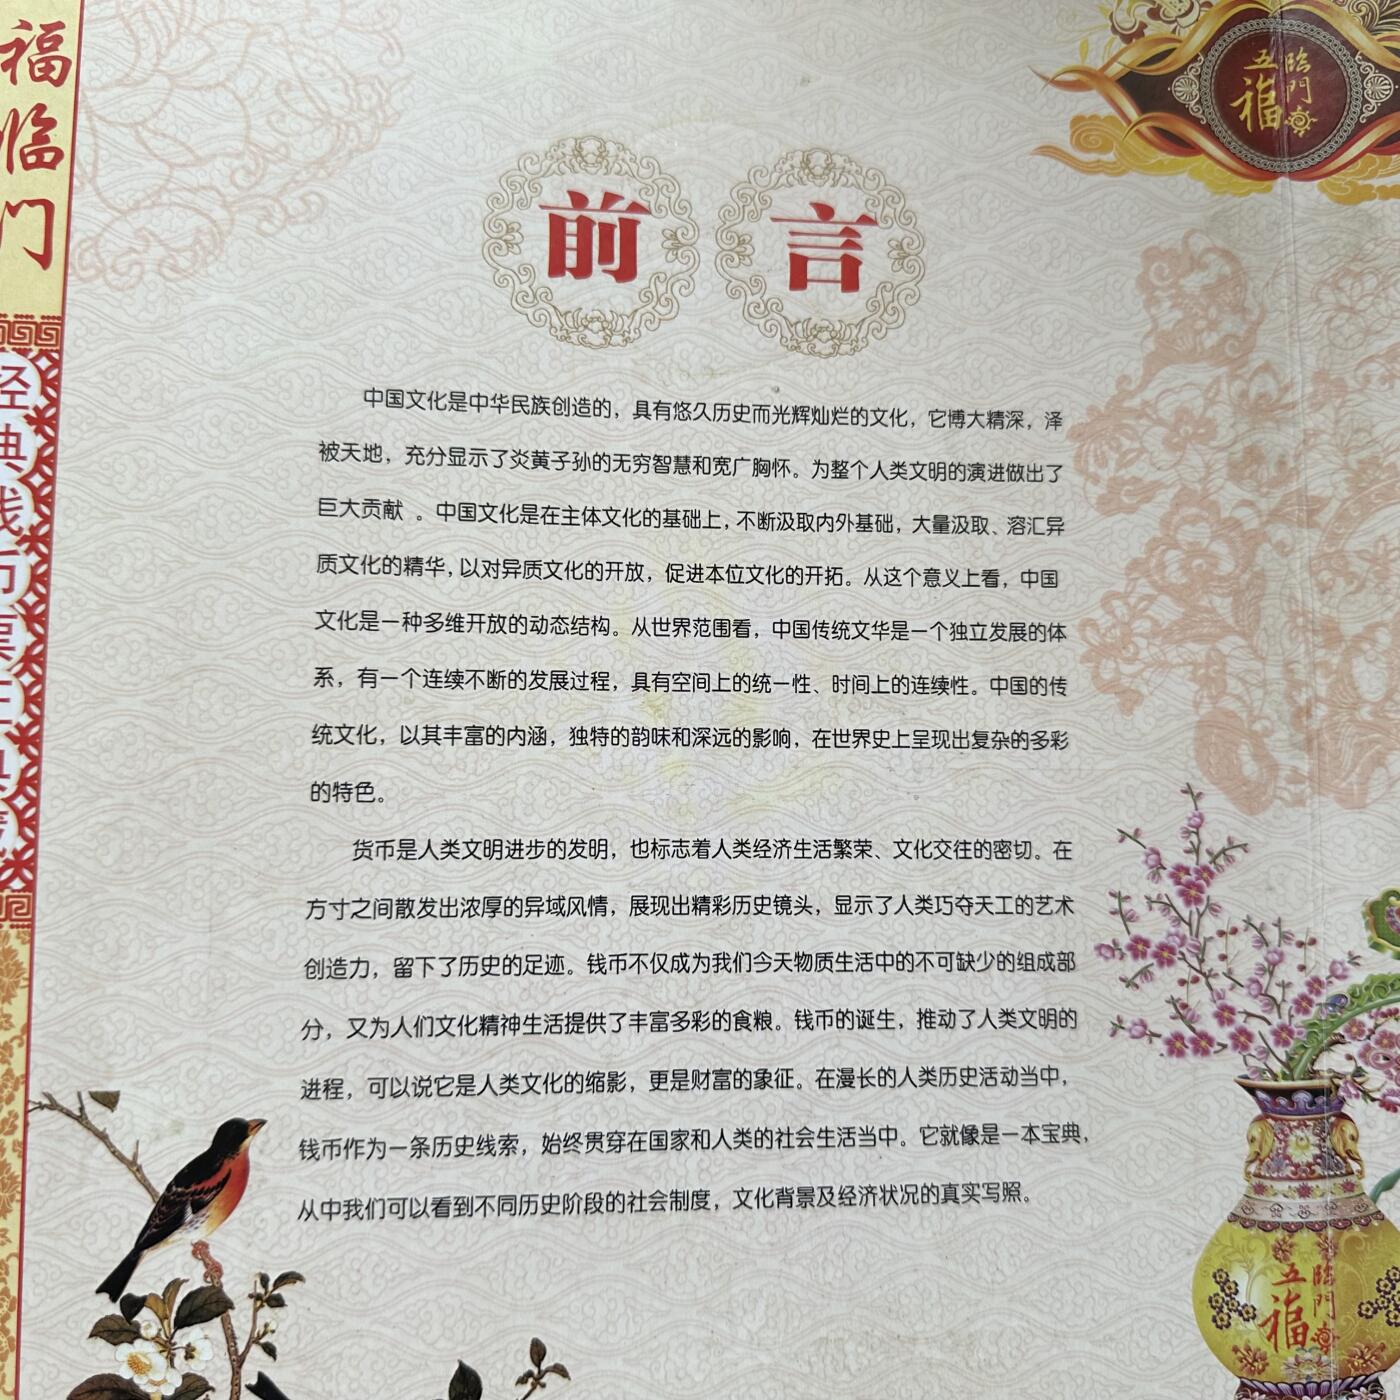 福临门
经典钱币票证典藏
五福临門
前言
中国文化是中华民族创造的，具有悠久历史而光辉灿烂的文化，它博大精深，泽
被天地，充分显示了炎黄子孙的无穷智慧和宽广胸怀。为整个人类文明的演进做出了
巨大贡献 。中国文化是在主体文化的基础上，不断汲取内外基础，大量汲取、溶汇异
质文化的精华，以对异质文化的开放，促进本位文化的开拓。从这个意义上看，中国
文化是一种多维开放的动态结构。从世界范围看，中国传统文华是一个独立发展的体
系，有一个连续不断的发展过程，具有空间上的统一性、时间上的连续性。中国的传
统文化，以其丰富的内涵，独特的韵味和深远的影响，在世界史上呈现出复杂的多彩
的特色。
货币是人类文明进步的发明，也标志着人类经济生活繁荣、文化交往的密切。在
方寸之间散发出浓厚的异域风情，展现出精彩历史镜头，显示了人类巧夺天工的艺术
创造力，留下了历史的足迹。钱币不仅成为我们今天物质生活中的不可缺少的组成部
分，又为人们文化精神生活提供了丰富多彩的食粮。钱币的诞生，推动了人类文明的
进程，可以说它是人类文化的缩影，更是财富的象征。在漫长的人类历史活动当中，
钱币作为一条历史线索，始终贯穿在国家和人类的社会生活当中。它就像是一本宝典，
从中我们可以看到不同历史阶段的社会制度，文化背景及经济状况的真实写照。
五福临門